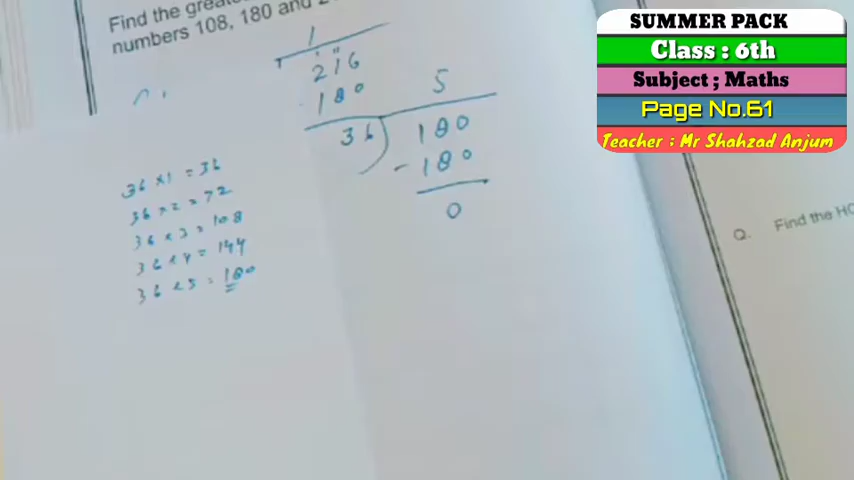 Find the
numbers 108, 180 and
1
216
180
5
36) 180
- 180
0
36 × 1 = 36
36 × 2 = 72
36 × 3 = 108
36 × 4 = 144
36 × 5 = 180
SUMMER PACK
Class : 6th
Subject ; Maths
Page No.61
Teacher : Mr Shahzad Anjum
Q. Find the